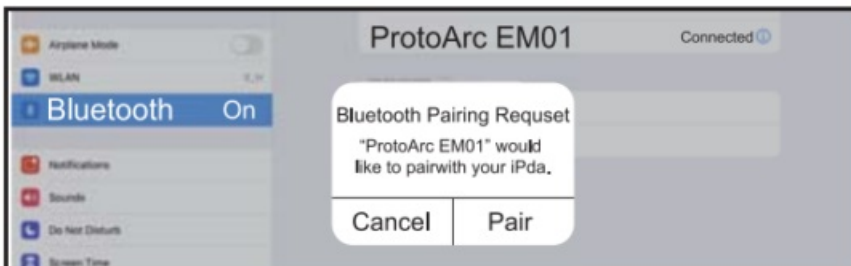 Airplane Mode
WLAN
Bluetooth On
Notifications
Sounds
Do Not Disturb
Screen Time
ProtoArc EM01 Connected
Bluetooth Pairing Requset
“ProtoArc EM01” would
like to pairwith your iPda.
Cancel Pair